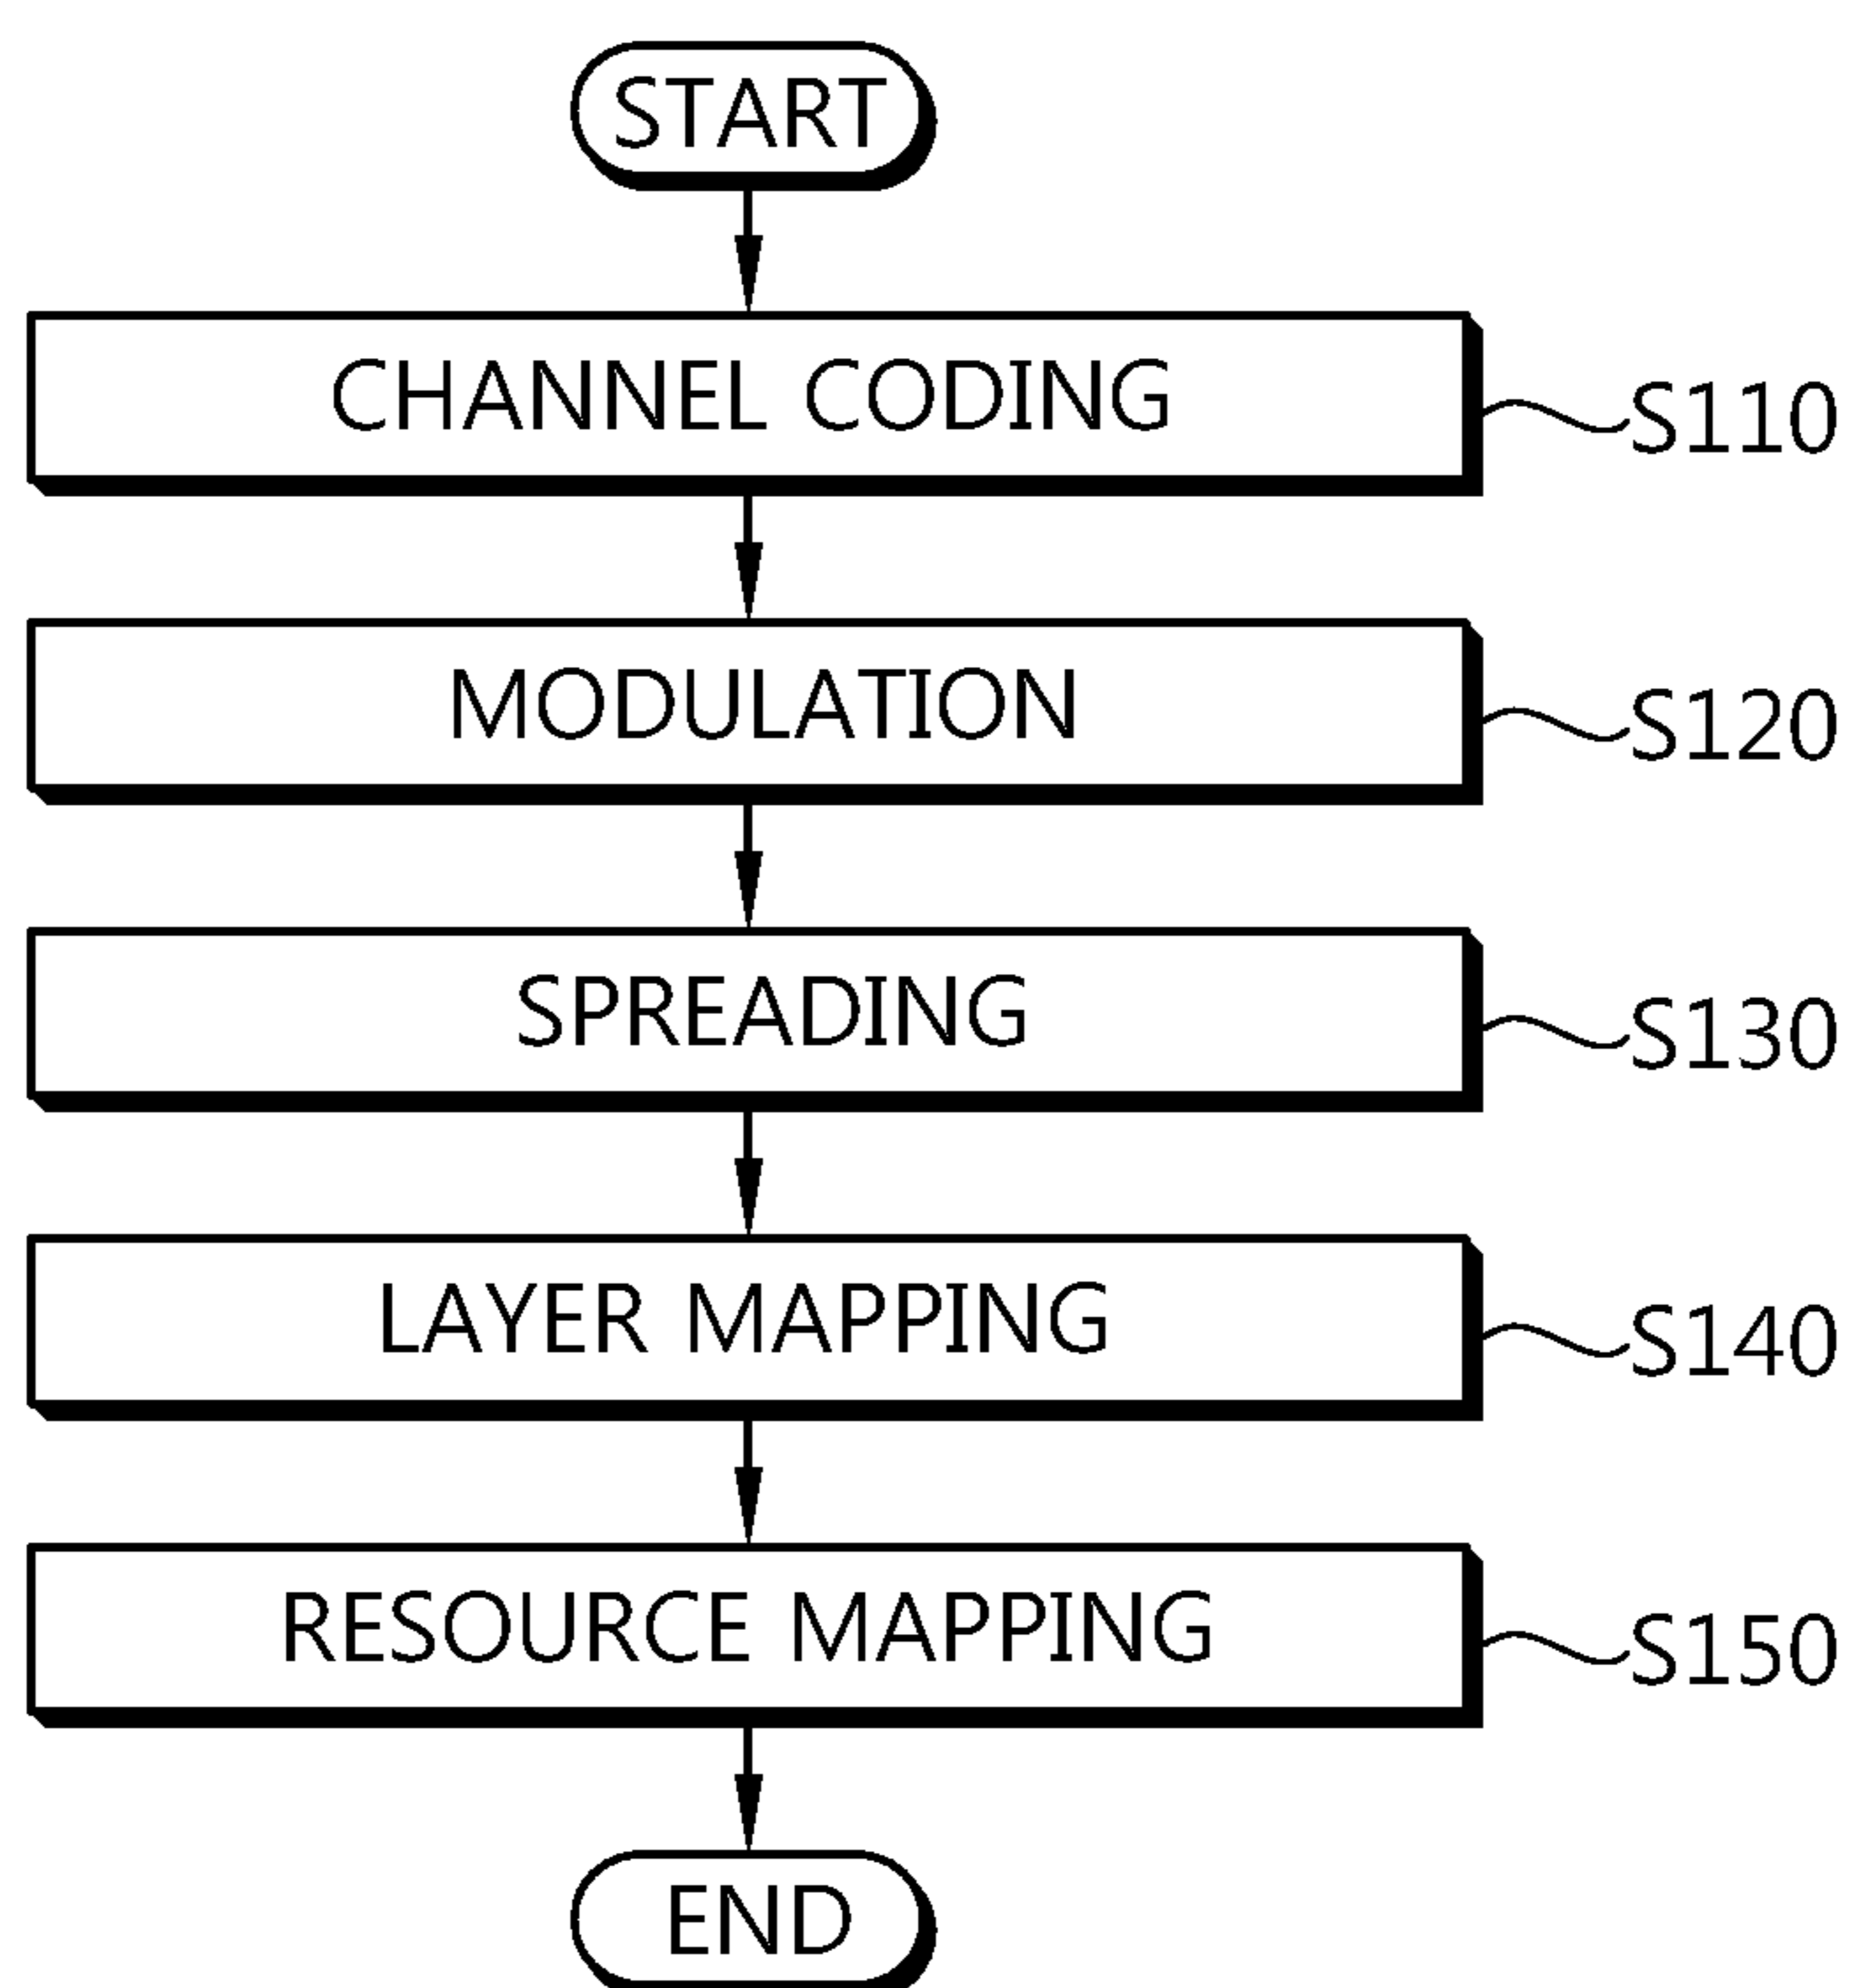 START
CHANNEL CODING
S110
MODULATION
S120
SPREADING
S130
LAYER MAPPING
S140
RESOURCE MAPPING
S150
END